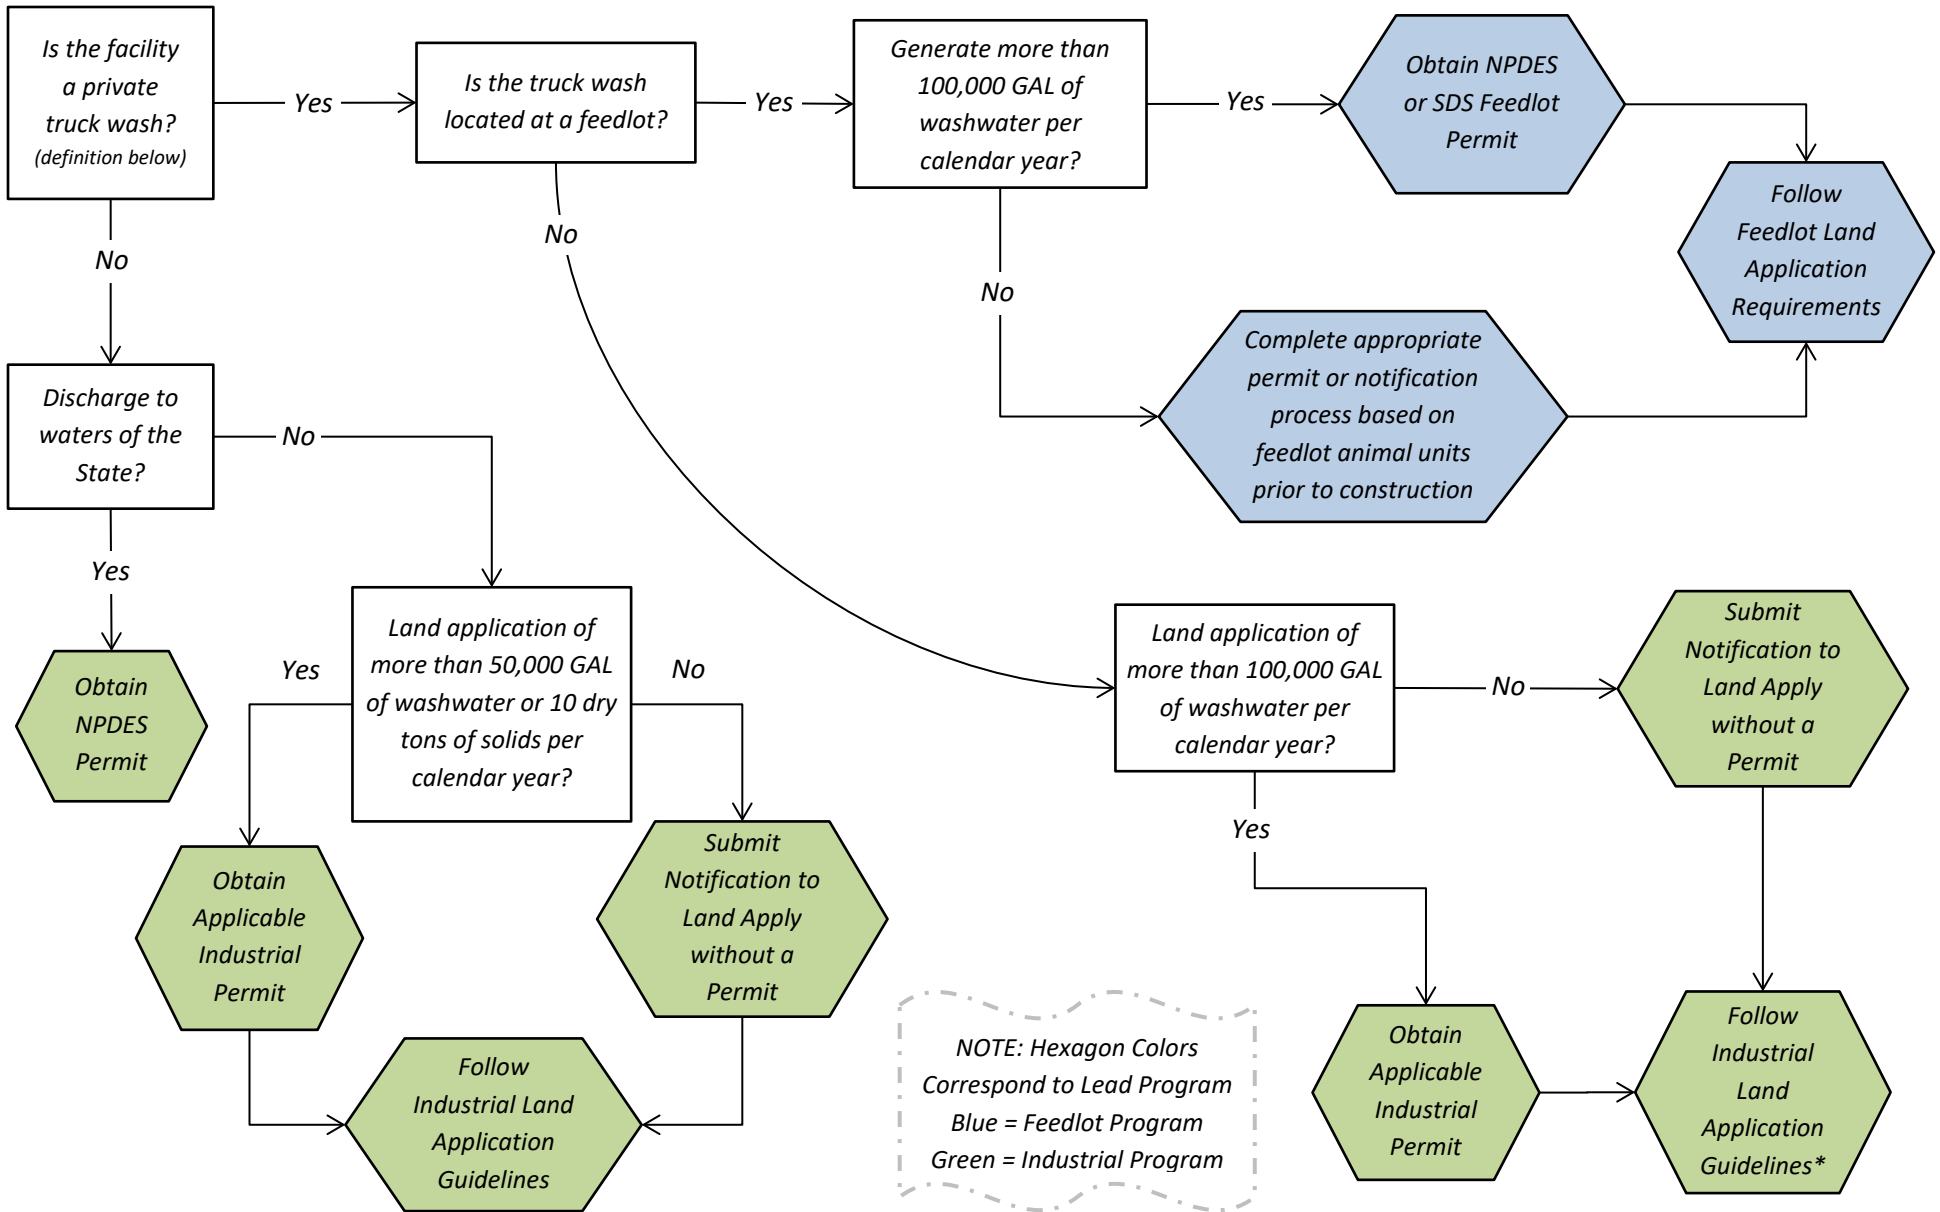 Is the facility
a private
truck wash?
(definition below)
Yes
Is the truck wash
located at a feedlot?
Yes
Generate more than
100,000 GAL of
washwater per
calendar year?
Yes
Obtain NPDES
or SDS Feedlot
Permit
Follow
Feedlot Land
Application
Requirements
No
No
No
Complete appropriate
permit or notification
process based on
feedlot animal units
prior to construction
Discharge to
waters of the
State?
No
Yes
Obtain
NPDES
Permit
Land application of
more than 50,000 GAL
of washwater or 10 dry
tons of solids per
calendar year?
Yes
No
Obtain
Applicable
Industrial
Permit
Submit
Notification to
Land Apply
without a
Permit
Follow
Industrial Land
Application
Guidelines
Land application of
more than 100,000 GAL
of washwater per
calendar year?
No
Submit
Notification to
Land Apply
without a
Permit
Yes
Obtain
Applicable
Industrial
Permit
Follow
Industrial
Land
Application
Guidelines*
NOTE: Hexagon Colors
Correspond to Lead Program
Blue = Feedlot Program
Green = Industrial Program